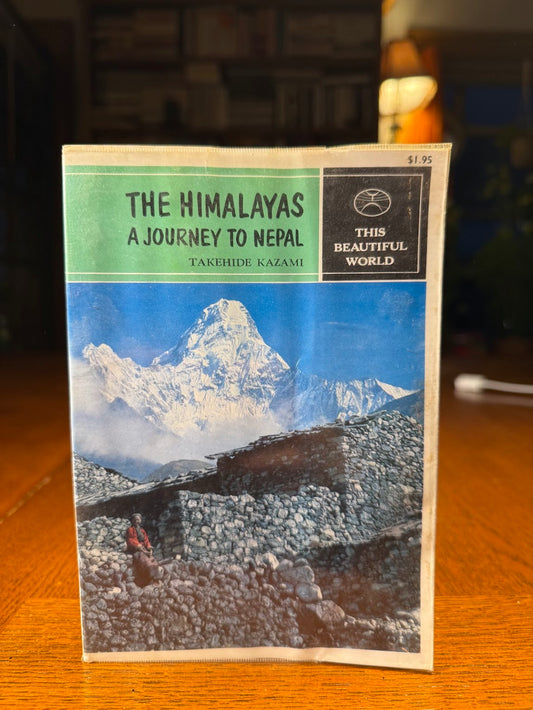 $1.95
THE HIMALAYAS
A JOURNEY TO NEPAL
TAKEHIDE KAZAMI
THIS
BEAUTIFUL
WORLD